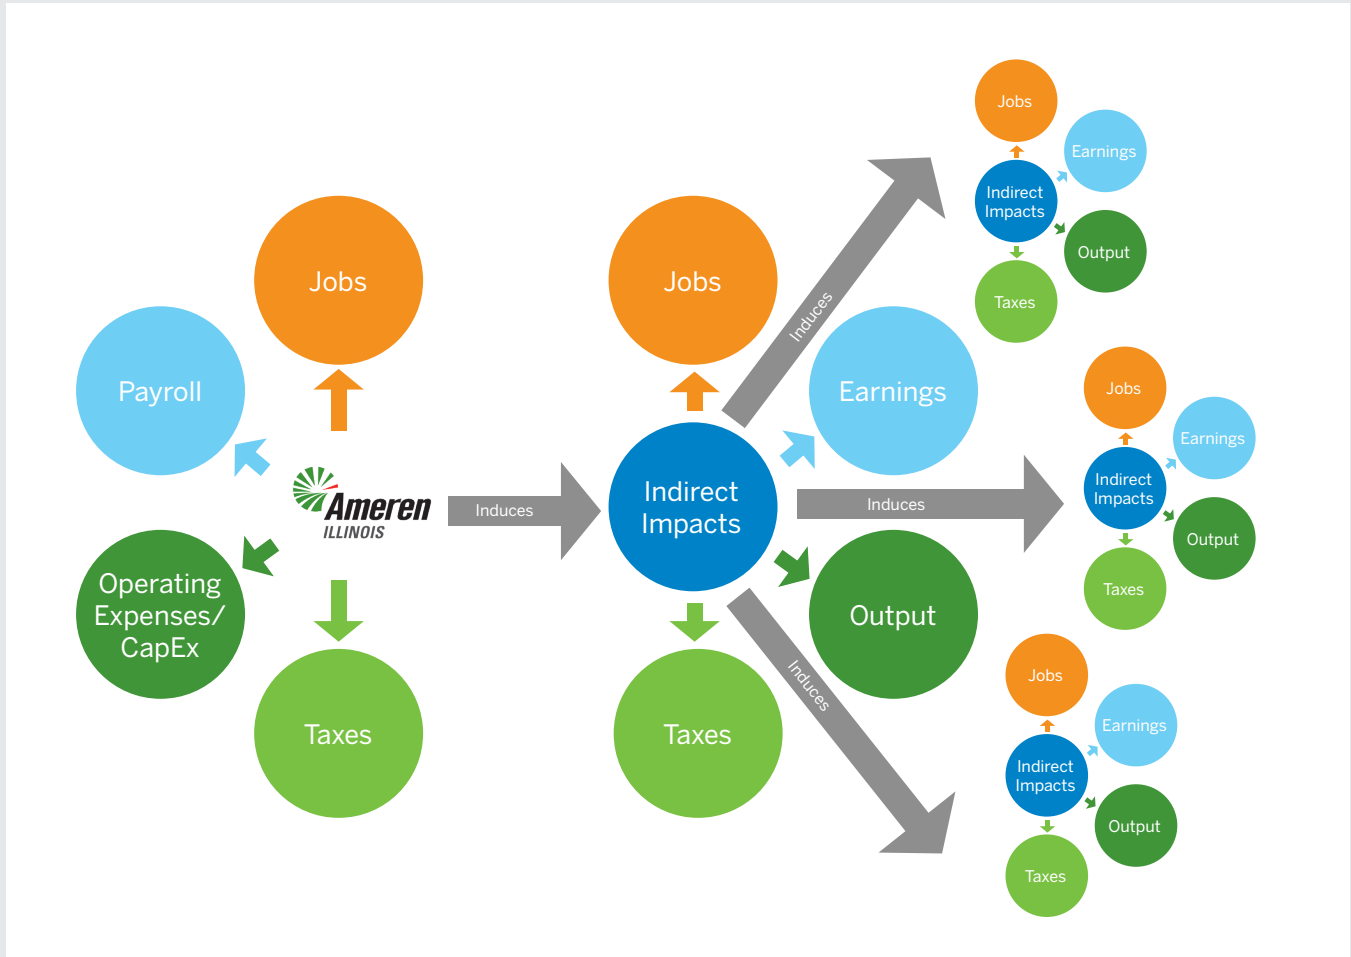 Jobs
Payroll
Ameren
ILLINOIS
Operating
Expenses/
CapEx
Taxes
Induces
Jobs
Earnings
Indirect
Impacts
Output
Taxes
Induces
Induces
Induces
Jobs
Earnings
Indirect
Impacts
Output
Taxes
Jobs
Earnings
Indirect
Impacts
Output
Taxes
Jobs
Earnings
Indirect
Impacts
Output
Taxes